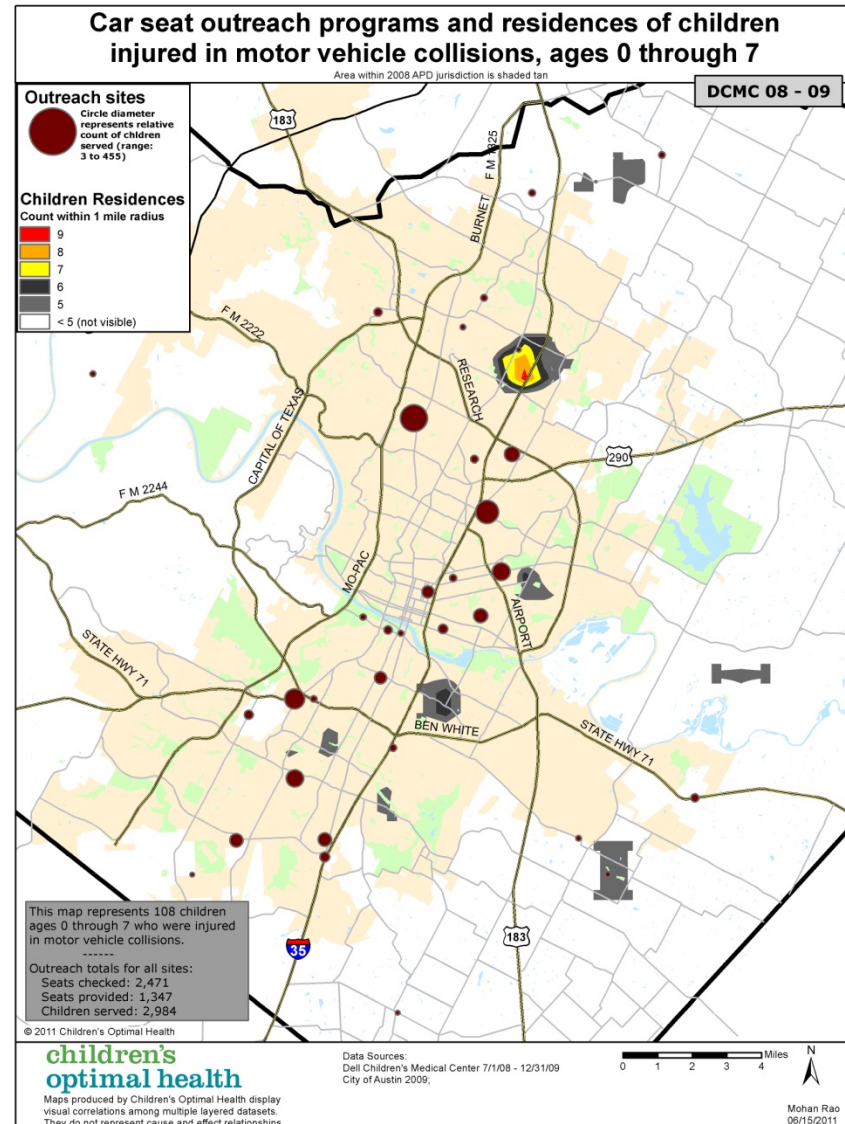 Car seat outreach programs and residences of children
injured in motor vehicle collisions, ages 0 through 7
Area within 2008 APD jurisdiction is shaded tan
DCMC 08 - 09
Outreach sites
Circle diameter
represents relative
count of children
served (range:
3 to 455)
Children Residences
Count within 1 mile radius
9
8
7
6
5
< 5 (not visible)
183
F M 1325
BURNET
F M 2222
RESEARCH
CAPITAL OF TEXAS
290
F M 2244
MO-PAC
AIRPORT
STATE HWY 71
BEN WHITE
STATE HWY 71
183
35
This map represents 108 children
ages 0 through 7 who were injured
in motor vehicle collisions.
------
Outreach totals for all sites:
Seats checked: 2,471
Seats provided: 1,347
Children served: 2,984
© 2011 Children's Optimal Health
children's
optimal health
Maps produced by Children's Optimal Health display
visual correlations among multiple layered datasets.
They do not represent cause and effect relationships
Data Sources:
Dell Children's Medical Center 7/1/08 - 12/31/09
City of Austin 2009;
Miles
0 1 2 3 4
N
Mohan Rao
06/15/2011